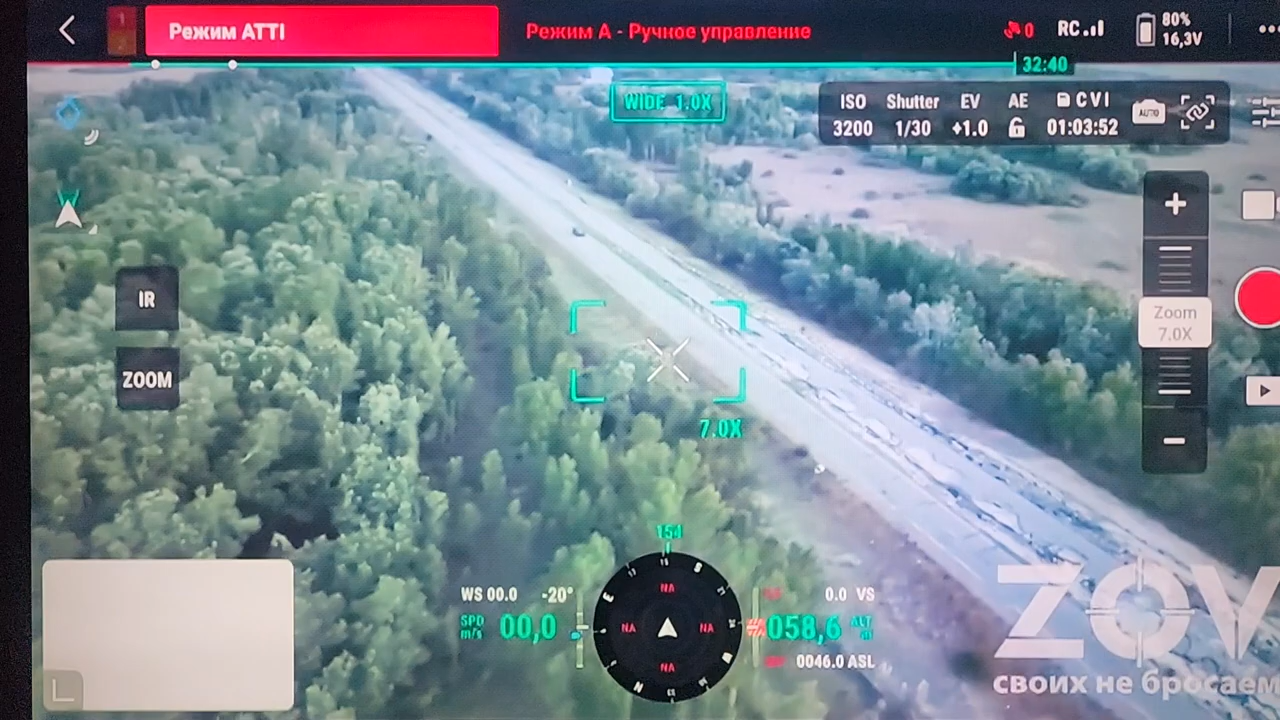 Режим ATTI
Режим А - Ручное управление
0
RC
80%
16,3V
32:40
WIDE 1.0X
ISO
3200
Shutter
1/30
EV
+1.0
AE
CVI
01:03:52
AUTO
IR
ZOOM
Zoom
7.0X
7.0X
154
WS 00.0
-20°
SPD
m/s
00,0
NA
NA
NA
NA
S
E
W
N
0.0 VS
058,6
ALT
m
0046.0 ASL
ZOV
своих не бросаем